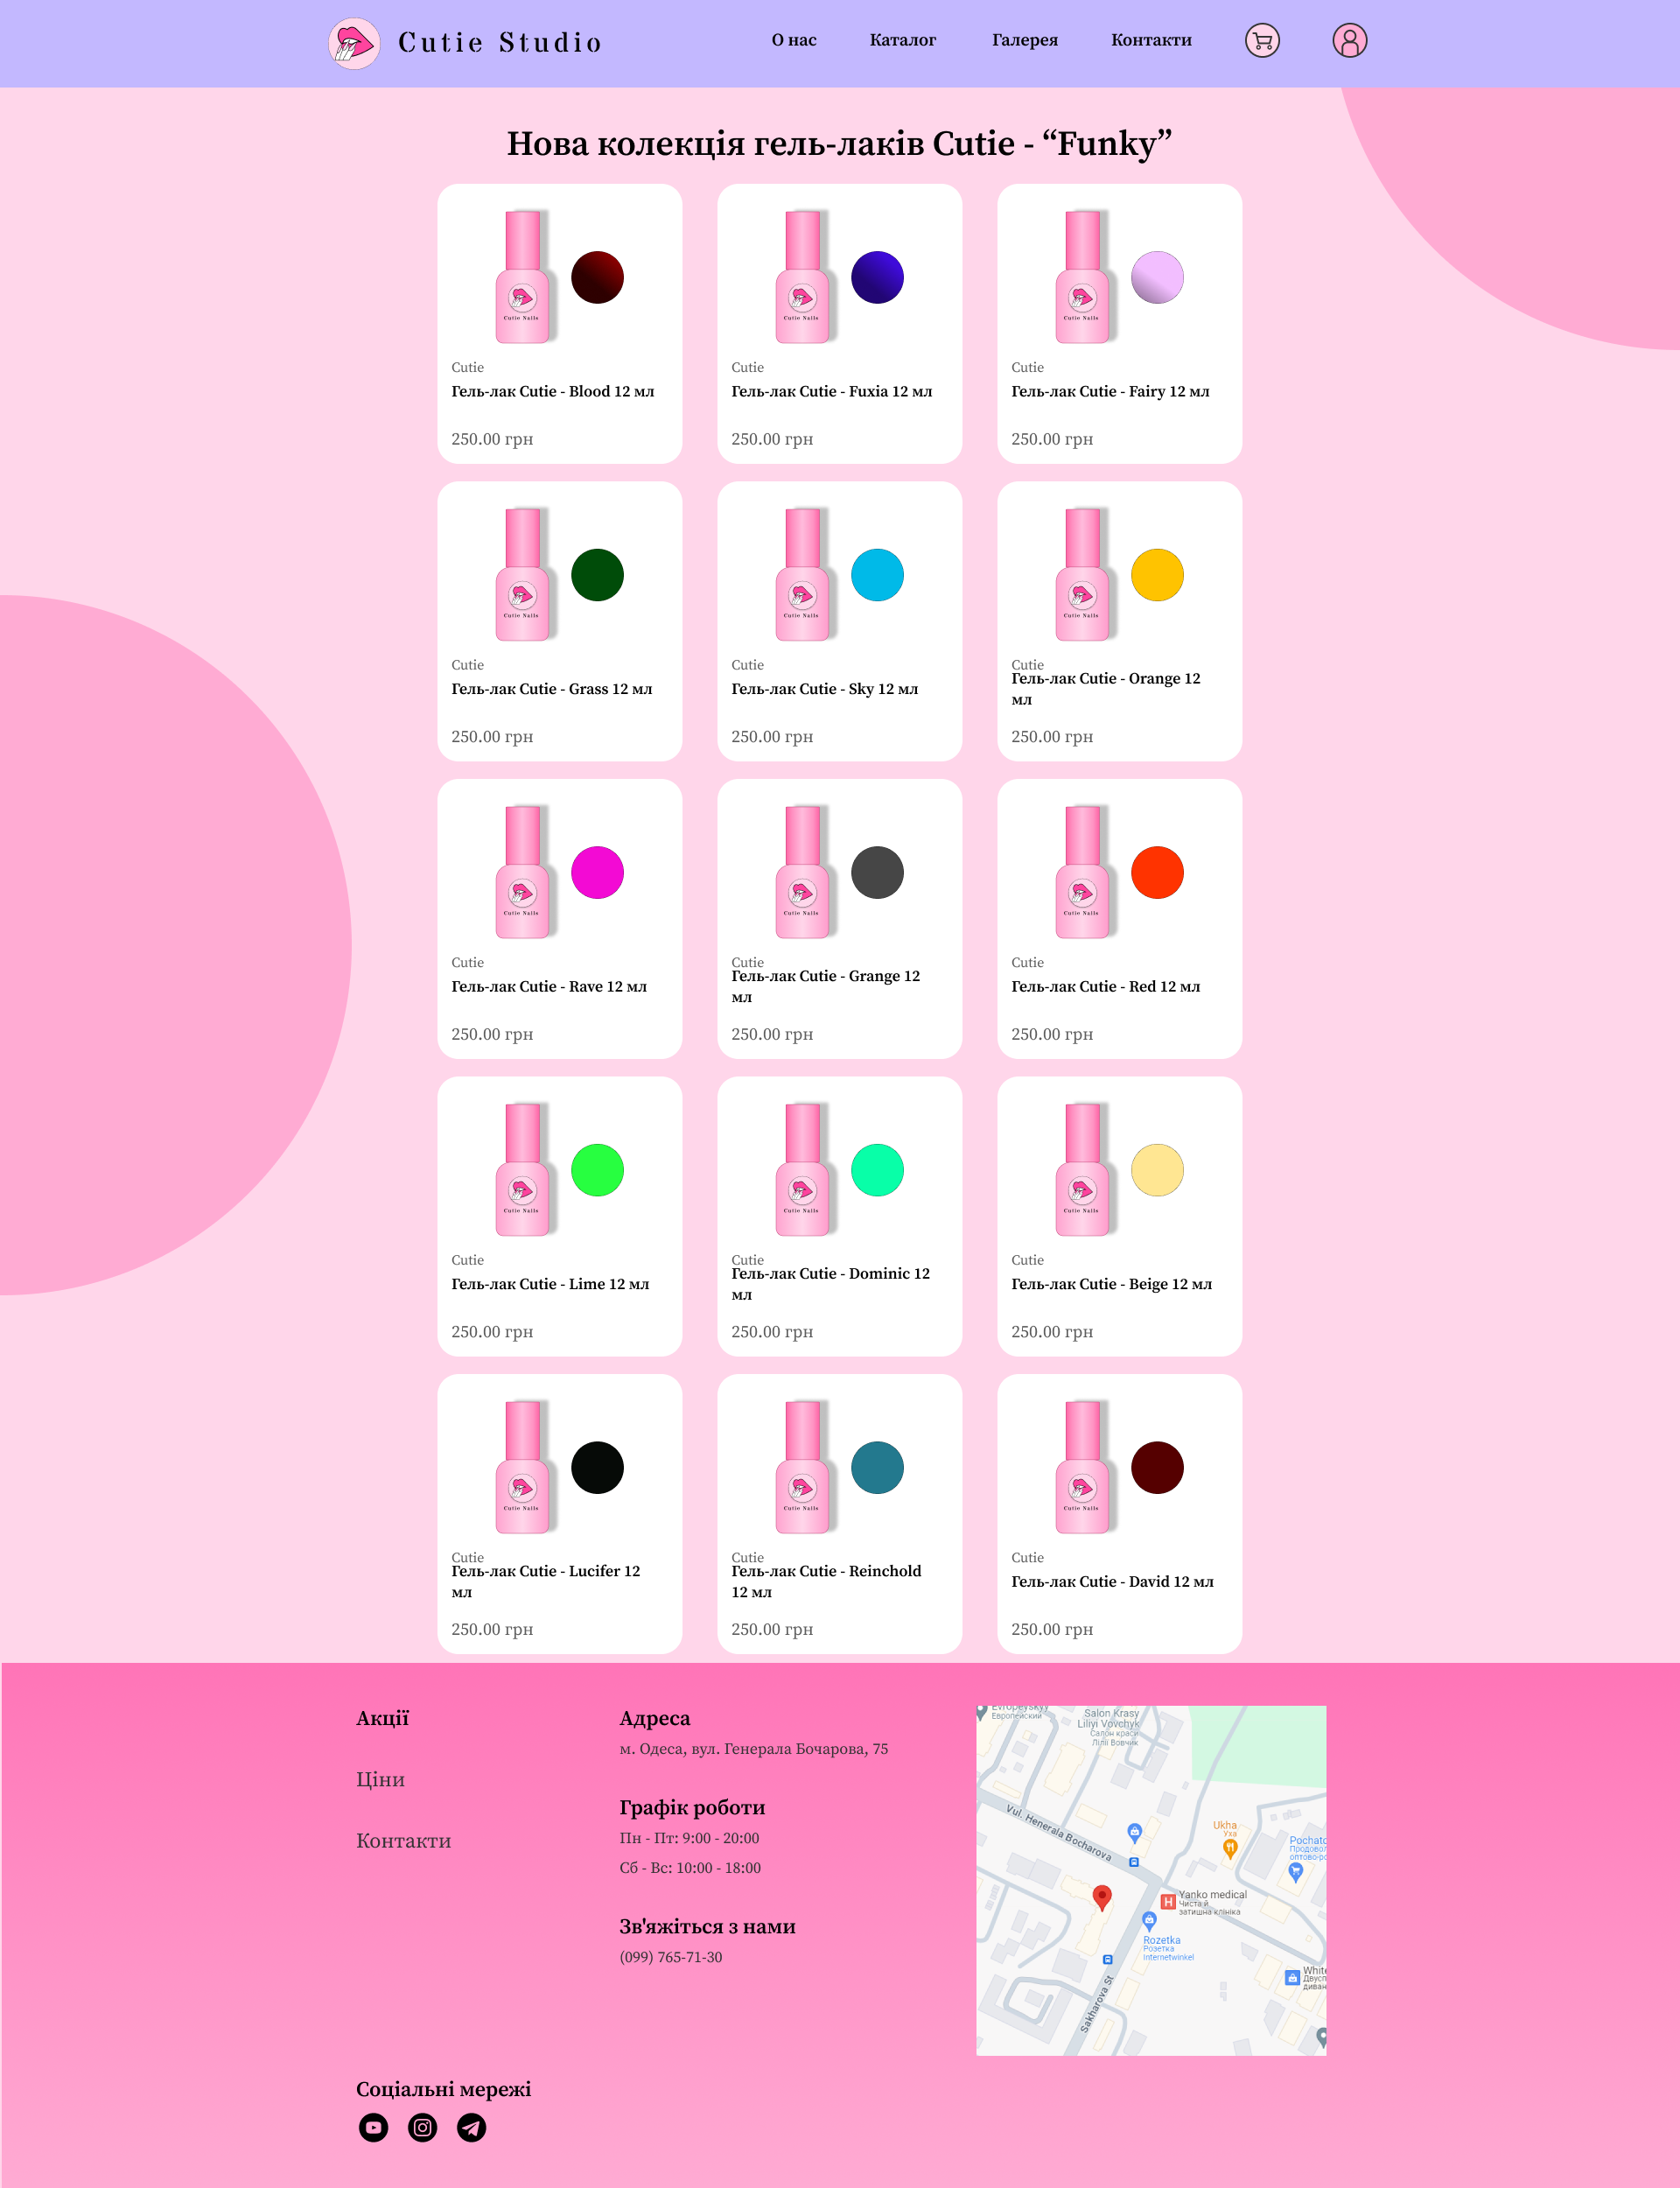 Cutie Studio
О нас
Каталог
Галерея
Контакти
Нова колекція гель-лаків Cutie - “Funky”
Cutie Nails
Cutie
Гель-лак Cutie - Blood 12 мл
250.00 грн
Cutie Nails
Cutie
Гель-лак Cutie - Fuxia 12 мл
250.00 грн
Cutie Nails
Cutie
Гель-лак Cutie - Fairy 12 мл
250.00 грн
Cutie Nails
Cutie
Гель-лак Cutie - Grass 12 мл
250.00 грн
Cutie Nails
Cutie
Гель-лак Cutie - Sky 12 мл
250.00 грн
Cutie Nails
Cutie
Гель-лак Cutie - Orange 12
мл
250.00 грн
Cutie Nails
Cutie
Гель-лак Cutie - Rave 12 мл
250.00 грн
Cutie Nails
Cutie
Гель-лак Cutie - Grange 12
мл
250.00 грн
Cutie Nails
Cutie
Гель-лак Cutie - Red 12 мл
250.00 грн
Cutie Nails
Cutie
Гель-лак Cutie - Lime 12 мл
250.00 грн
Cutie Nails
Cutie
Гель-лак Cutie - Dominic 12
мл
250.00 грн
Cutie Nails
Cutie
Гель-лак Cutie - Beige 12 мл
250.00 грн
Cutie Nails
Cutie
Гель-лак Cutie - Lucifer 12
мл
250.00 грн
Cutie Nails
Cutie
Гель-лак Cutie - Reinchold
12 мл
250.00 грн
Cutie Nails
Cutie
Гель-лак Cutie - David 12 мл
250.00 грн
Акції
Ціни
Контакти
Адреса
м. Одеса, вул. Генерала Бочарова, 75
Графік роботи
Пн - Пт: 9:00 - 20:00
Сб - Вс: 10:00 - 18:00
Зв'яжіться з нами
(099) 765-71-30
Evropeyskyy
Европейский
Salon Krasy
Liliyi Vovchyk
Салон краси
Лілії Вовчик
Vul. Henerala Bocharova
Ukha
Уха
Pochato
Продовол
оптово-ро
H
Yanko medical
Чиста й
затишна клініка
Rozetka
Розетка
Internetwinkel
White
Двусп
диван
Sakharova St
Соціальні мережі